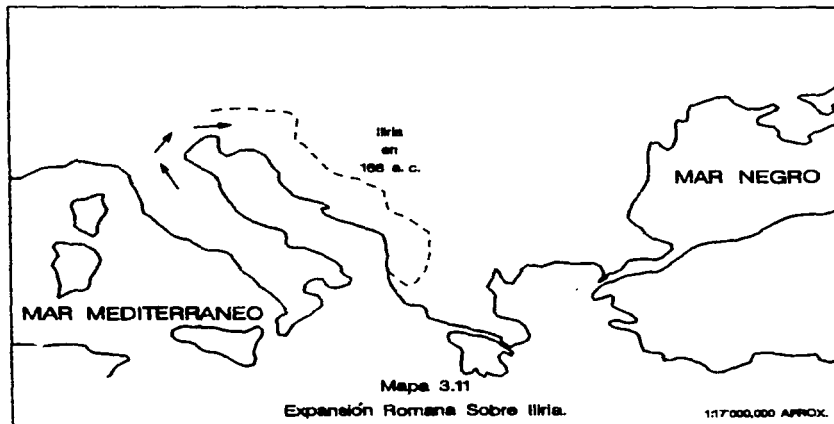 Iliria
en
168 a. c.
MAR NEGRO
MAR MEDITERRANEO
Mapa 3.11
Expansión Romana Sobre Iliria.
1:17'000,000 APROX.